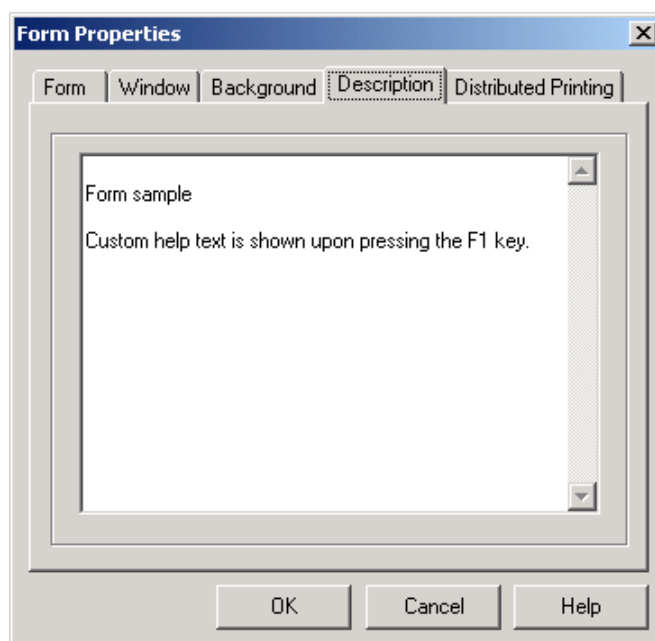 Form Properties
Form Window Background Description Distributed Printing
Form sample
Custom help text is shown upon pressing the F1 key.
OK Cancel Help